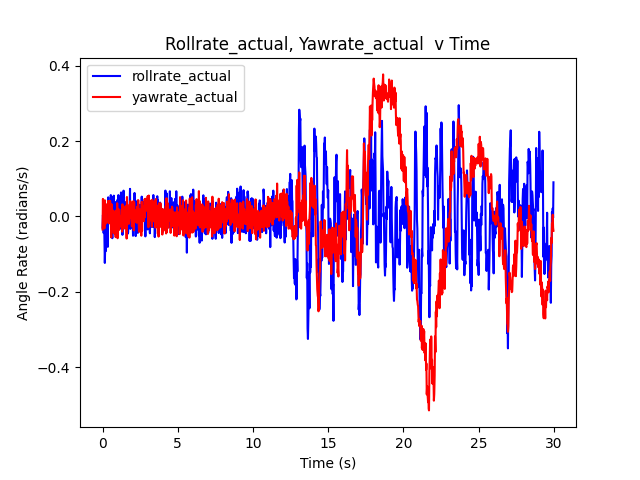 Rollrate_actual, Yawrate_actual  v Time
rollrate_actual
yawrate_actual
Angle Rate (radians/s)
0.4
0.2
0.0
−0.2
−0.4
0
5
10
15
20
25
30
Time (s)